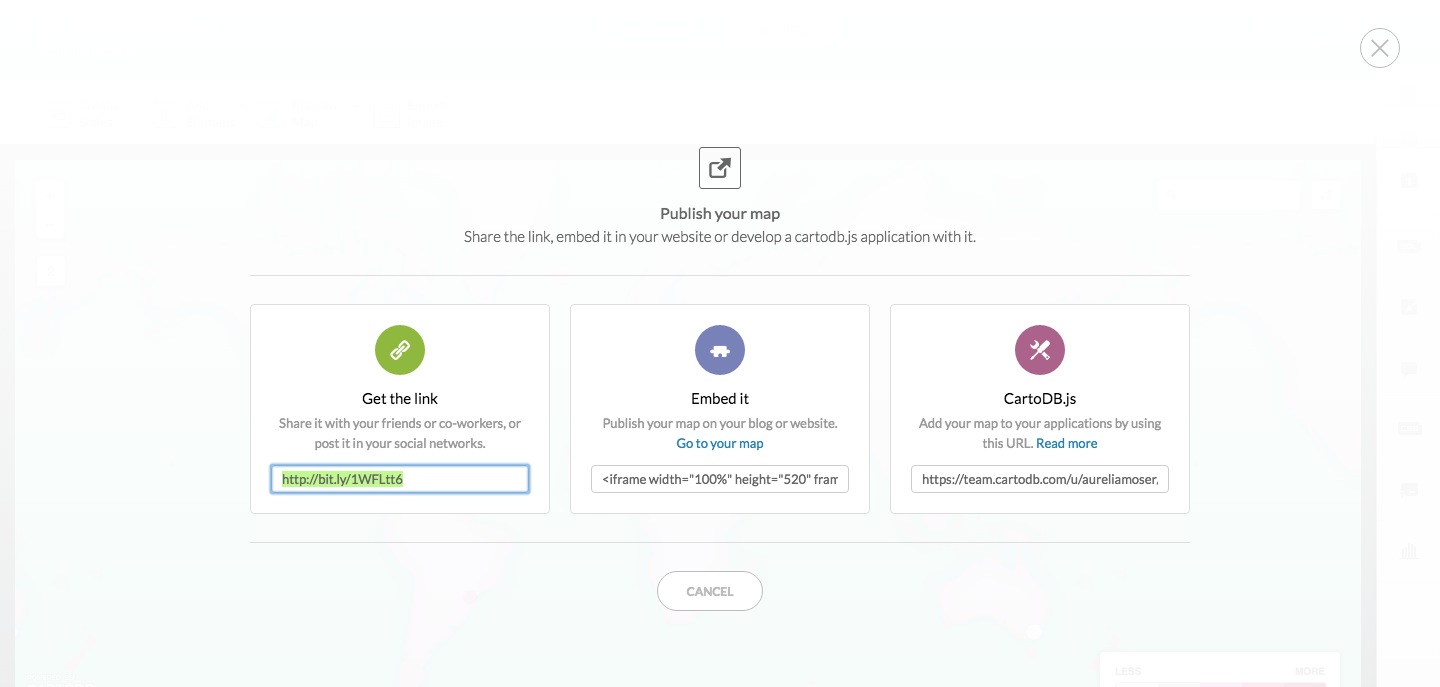 Publish your map
Share the link, embed it in your website or develop a cartodb.js application with it.
Get the link
Share it with your friends or co-workers, or
post it in your social networks.
http://bit.ly/1WFLtt6
Embed it
Publish your map on your blog or website.
Go to your map
<iframe width="100%" height="520" fram
CartoDB.js
Add your map to your applications by using
this URL. Read more
https://team.cartodb.com/u/aureliamoser,
CANCEL
LESS MORE